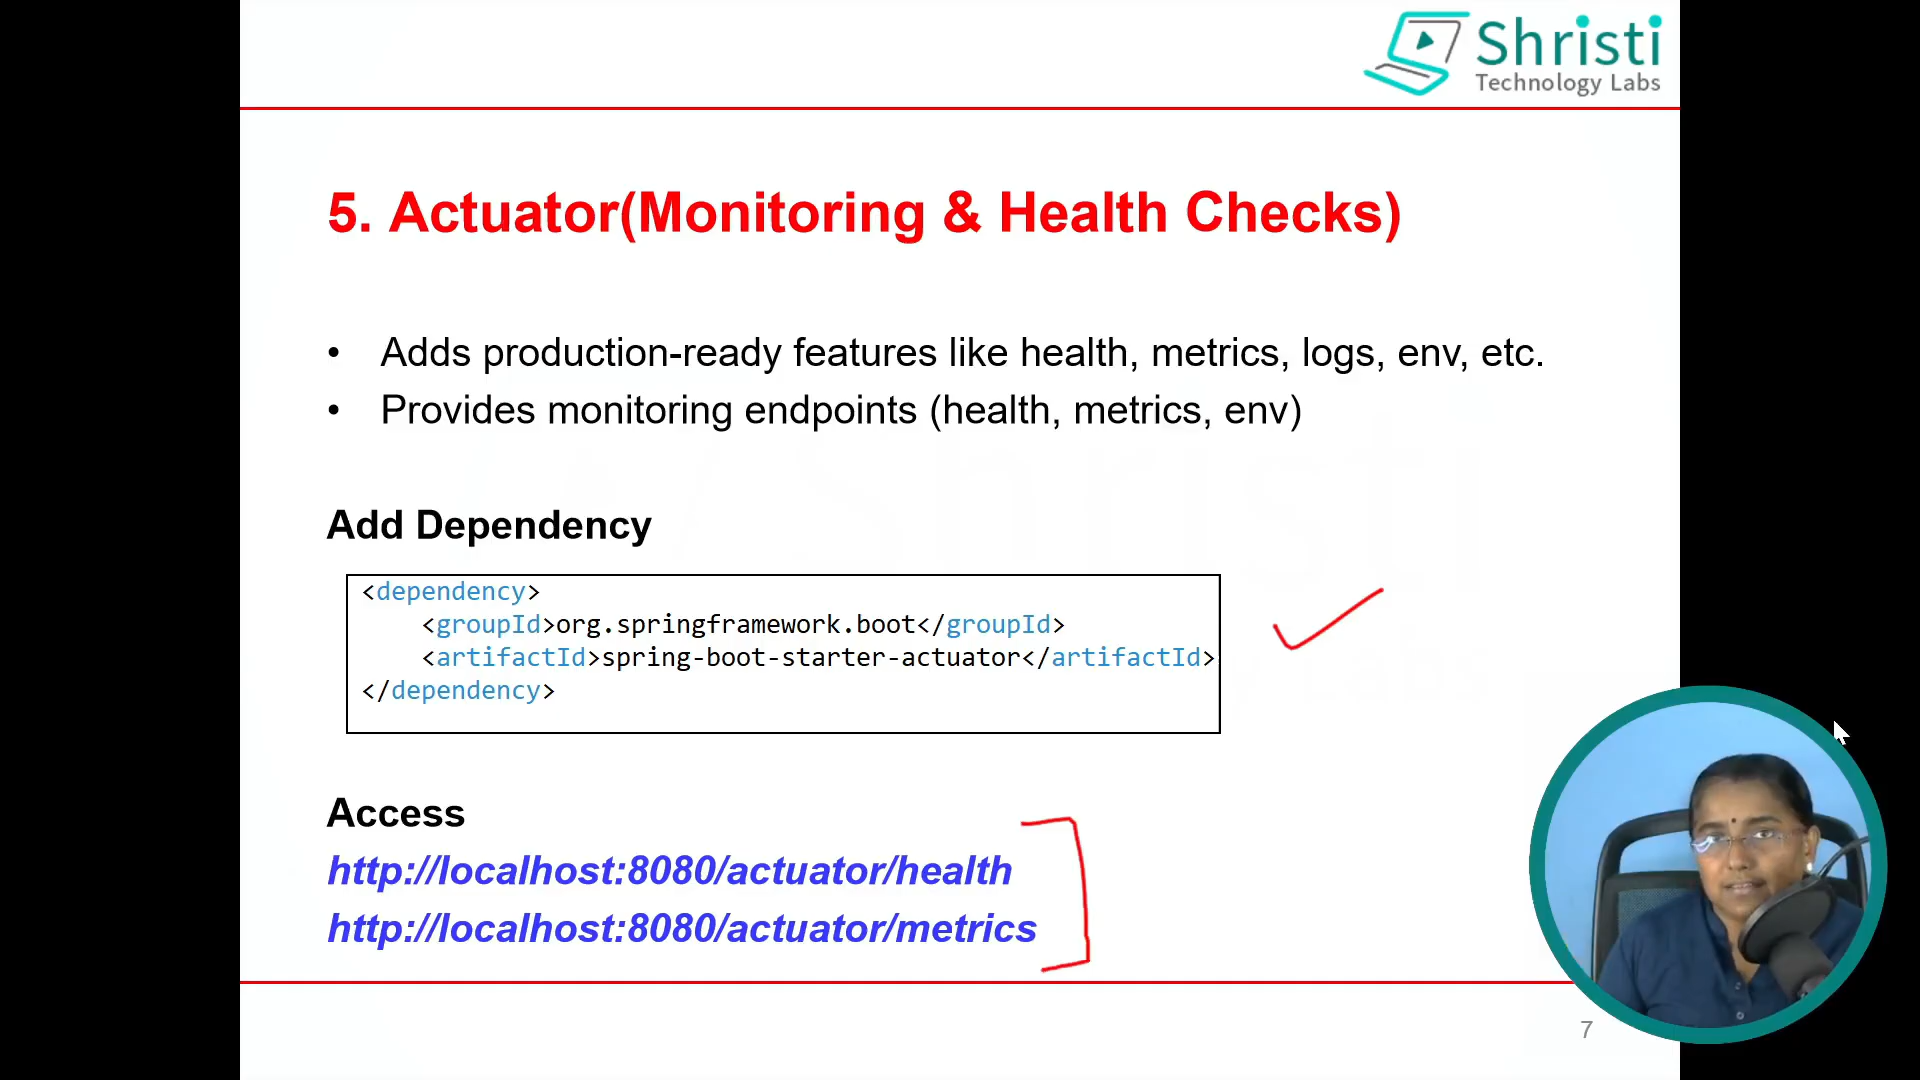 Shristi
Technology Labs
5. Actuator(Monitoring & Health Checks)
• Adds production-ready features like health, metrics, logs, env, etc.
• Provides monitoring endpoints (health, metrics, env)
Add Dependency
<dependency>
    <groupId>org.springframework.boot</groupId>
    <artifactId>spring-boot-starter-actuator</artifactId>
</dependency>
Access
http://localhost:8080/actuator/health
http://localhost:8080/actuator/metrics
7